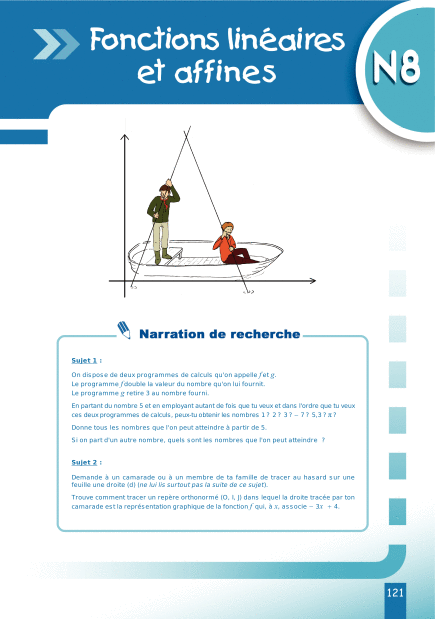 Fonctions linéaires
et affines
N8
Narration de recherche
Sujet 1 :
On dispose de deux programmes de calculs qu'on appelle f et g.
Le programme f double la valeur du nombre qu'on lui fournit.
Le programme g retire 3 au nombre fourni.
En partant du nombre 5 et en employant autant de fois que tu veux et dans l'ordre que tu veux
ces deux programmes de calculs, peux-tu obtenir les nombres 1 ? 2 ? 3 ? − 7 ? 5,3 ? π ?
Donne tous les nombres que l'on peut atteindre à partir de 5.
Si on part d'un autre nombre, quels sont les nombres que l'on peut atteindre ?
Sujet 2 :
Demande à un camarade ou à un membre de ta famille de tracer au hasard sur une
feuille une droite (d) (ne lui lis surtout pas la suite de ce sujet).
Trouve comment tracer un repère orthonormé (O, I, J) dans lequel la droite tracée par ton
camarade est la représentation graphique de la fonction f qui, à x, associe − 3x + 4.
121